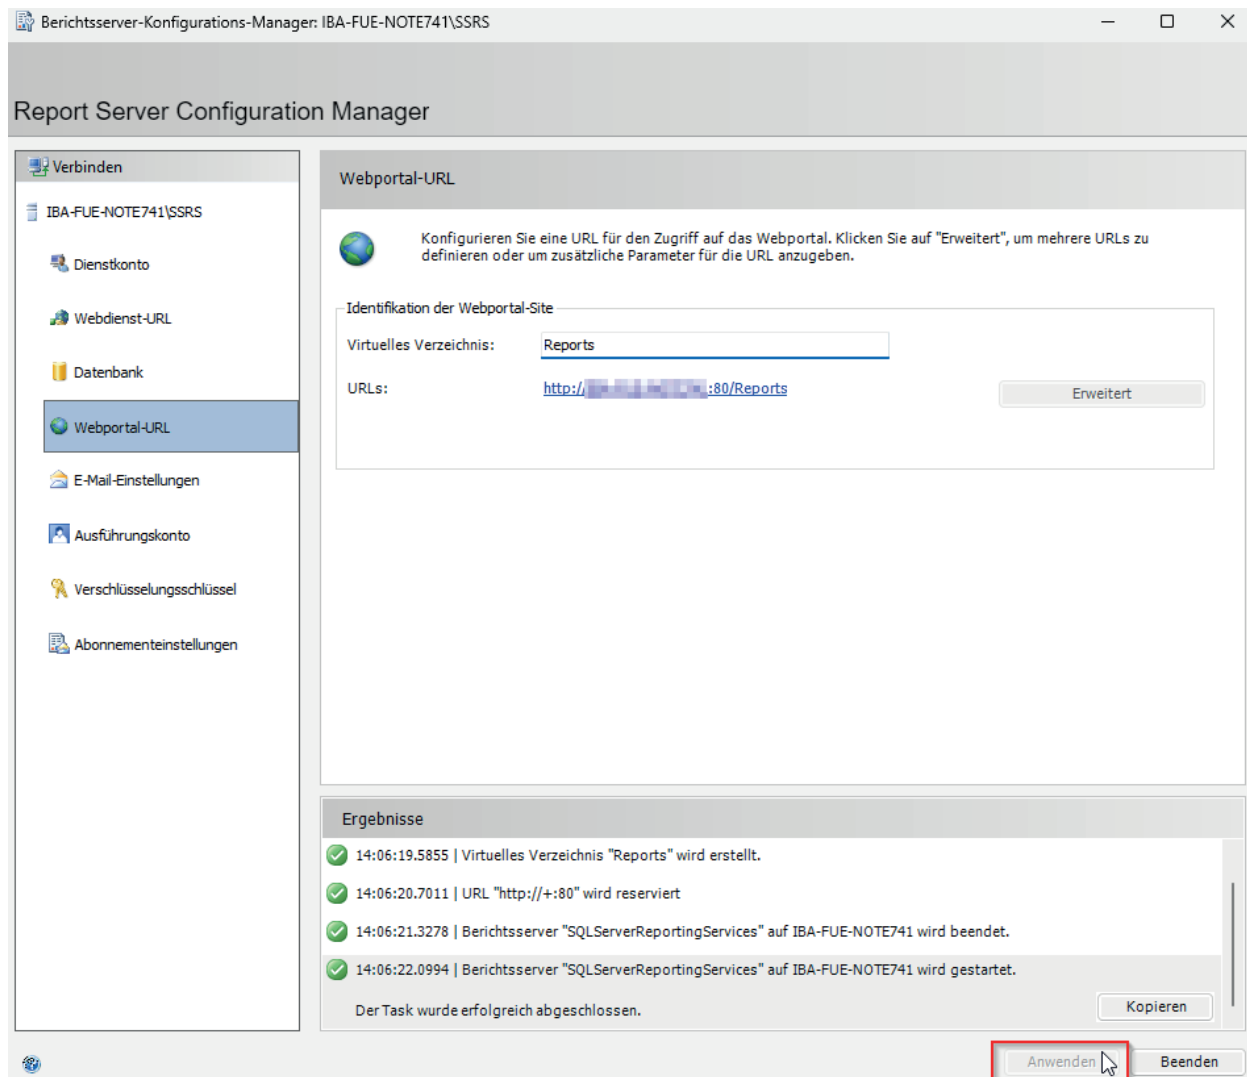 Berichtsserver-Konfigurations-Manager: IBA-FUE-NOTE741\SSRS
Report Server Configuration Manager
Verbinden
IBA-FUE-NOTE741\SSRS
Dienstkonto
Webdienst-URL
Datenbank
Webportal-URL
E-Mail-Einstellungen
Ausführungskonto
Verschlüsselungsschlüssel
Abonnementeinstellungen
Webportal-URL
Konfigurieren Sie eine URL für den Zugriff auf das Webportal. Klicken Sie auf "Erweitert", um mehrere URLs zu
definieren oder um zusätzliche Parameter für die URL anzugeben.
Identifikation der Webportal-Site
Virtuelles Verzeichnis: Reports
URLs: http:// :80/Reports
Erweitert
Ergebnisse
14:06:19.5855 | Virtuelles Verzeichnis "Reports" wird erstellt.
14:06:20.7011 | URL "http://+:80" wird reserviert
14:06:21.3278 | Berichtsserver "SQLServerReportingServices" auf IBA-FUE-NOTE741 wird beendet.
14:06:22.0994 | Berichtsserver "SQLServerReportingServices" auf IBA-FUE-NOTE741 wird gestartet.
Der Task wurde erfolgreich abgeschlossen.
Kopieren
Anwenden Beenden